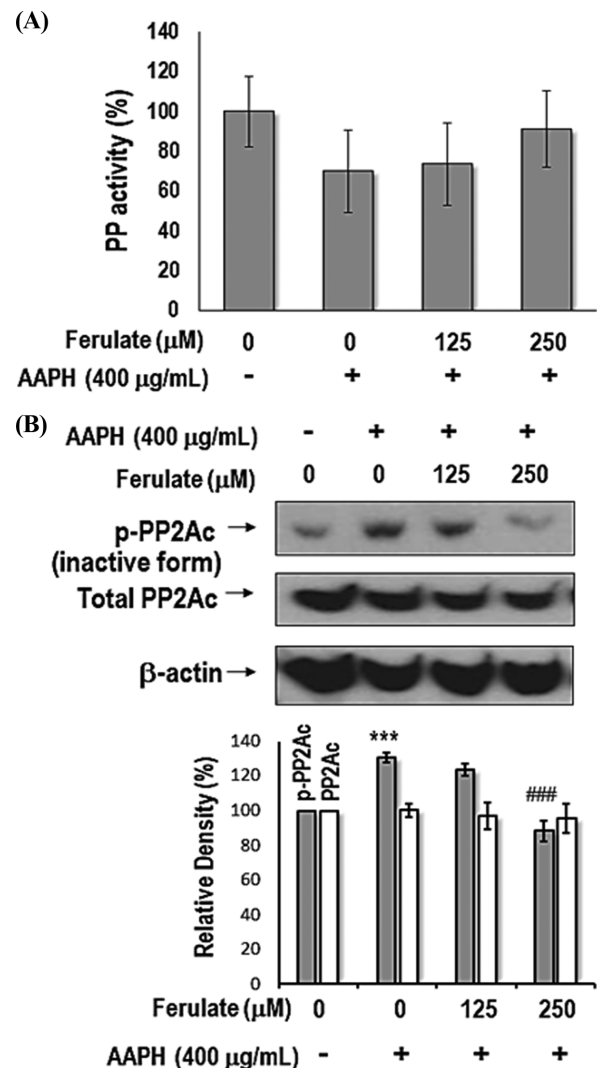 (A)
PP activity (%)
140
120
100
80
60
40
20
0
Ferulate (μM) 0 0 125 250
AAPH (400 μg/mL) - + + +
(B)
AAPH (400 μg/mL) - + + +
Ferulate (μM) 0 0 125 250
p-PP2Ac
(inactive form)
Total PP2Ac
β-actin
Relative Density (%)
140
120
100
80
60
40
20
0
p-PP2Ac
PP2Ac
***
###
Ferulate (μM) 0 0 125 250
AAPH (400 μg/mL) - + + +